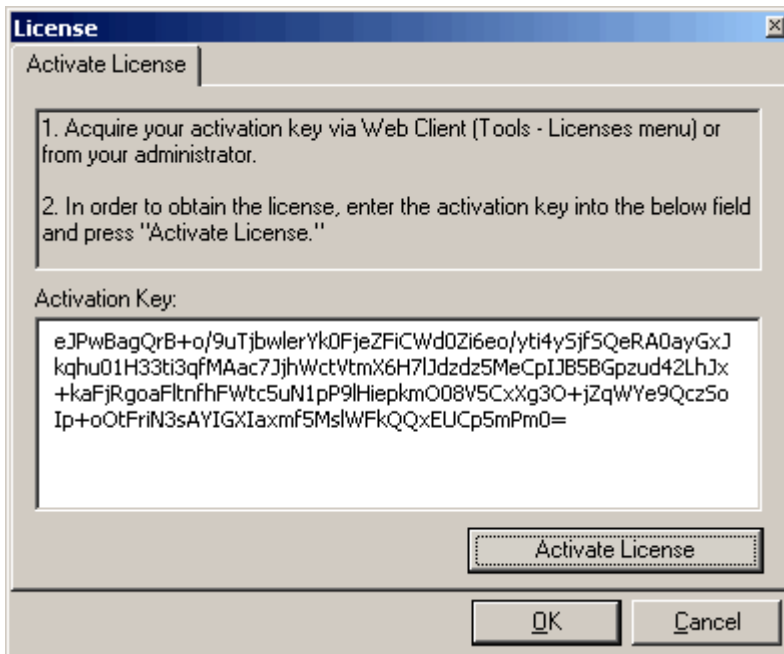 License
Activate License
1. Acquire your activation key via Web Client (Tools - Licenses menu) or
from your administrator.
2. In order to obtain the license, enter the activation key into the below field
and press "Activate License."
Activation Key:
eJPwBagQrB+o/9uTjbwlerYk0FjeZFiCWd0Zi6eo/yti4ySjfSQeRA0ayGxJ
kqhu01H33ti3qfMAac7JjhWctVtmX6H7lJdzdz5MeCpIJB5BGpzud42LhJx
+kaFjRgoaFltnfhFWtc5uN1pP9lHiepkmO08V5CxXg3O+jZqWYe9QczSo
Ip+oOtFriN3sAYIGXIaxmf5MslWFkQQxEUCp5mPm0=
Activate License
OK
Cancel